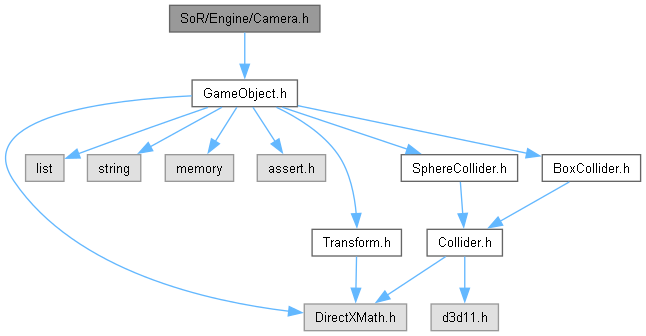 SoR/Engine/Camera.h
GameObject.h
list
string
memory
assert.h
SphereCollider.h
BoxCollider.h
Transform.h
Collider.h
DirectXMath.h
d3d11.h